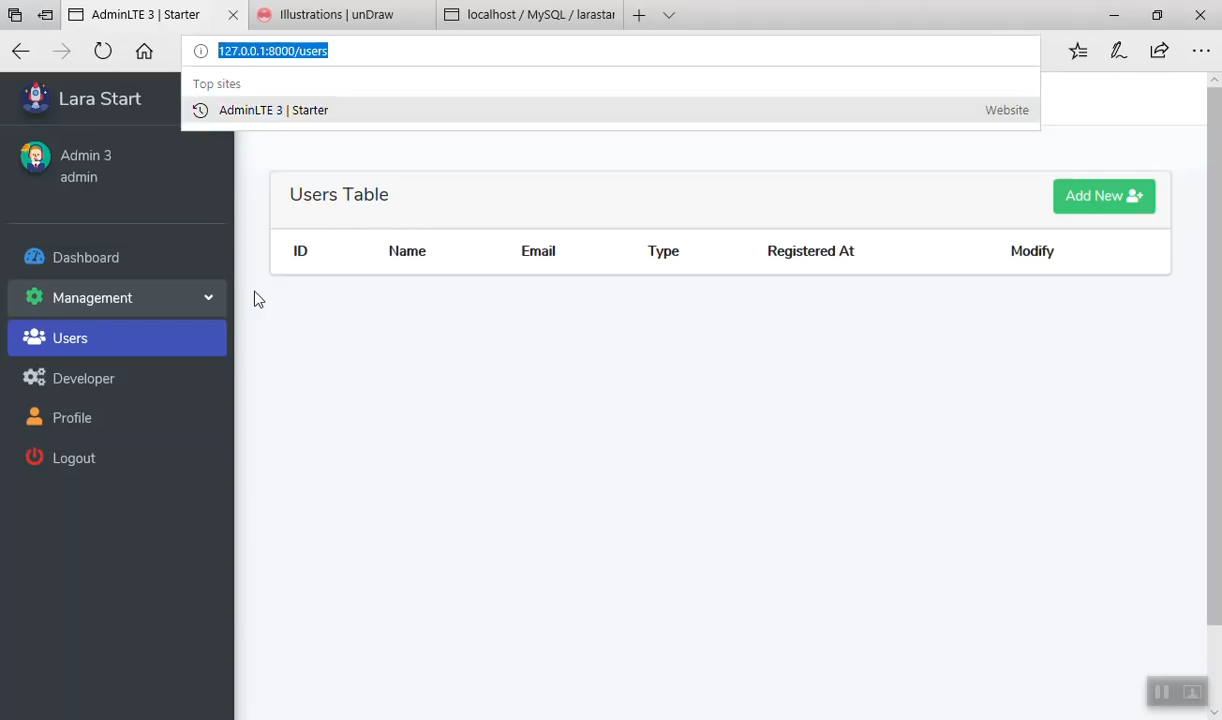 AdminLTE 3 | Starter
Illustrations | unDraw
localhost / MySQL / larastar
127.0.0.1:8000/users
Top sites
AdminLTE 3 | Starter Website
Lara Start
Admin 3
admin
Users Table
Add New
ID Name Email Type Registered At Modify
Dashboard
Management
Users
Developer
Profile
Logout